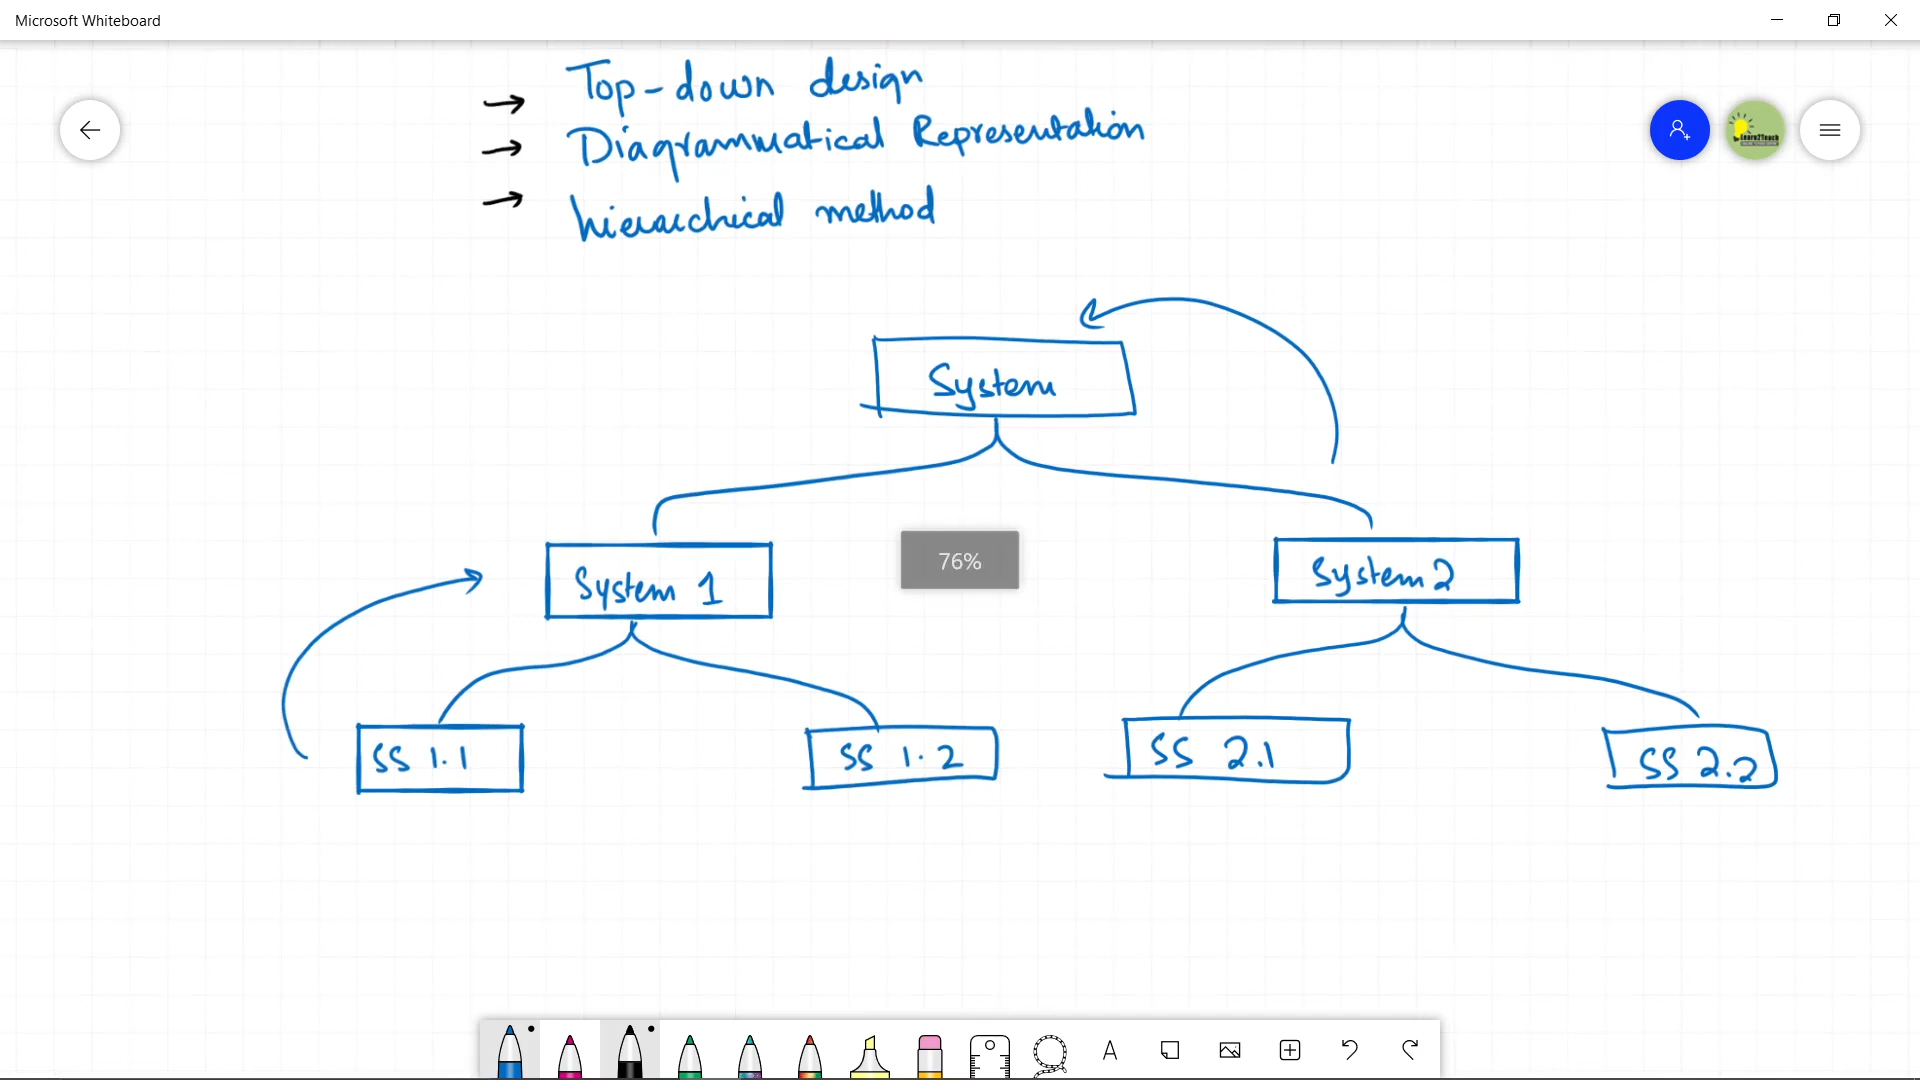 Microsoft Whiteboard
Top-down design
Diagrammatical Representation
hierarchical method
Learn2Teach
System
76%
System 1
System 2
SS 1.1
SS 1.2
SS 2.1
SS 2.2